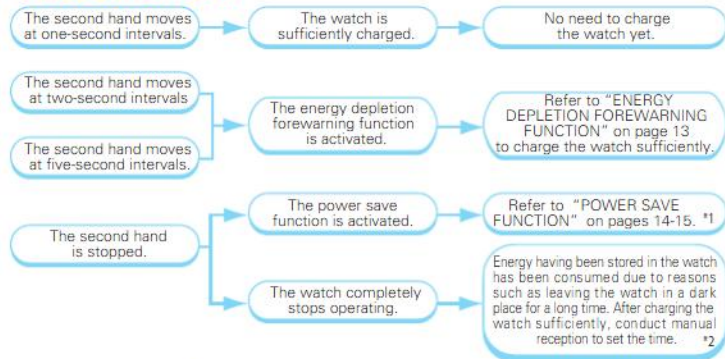 The second hand moves
at one-second intervals.
The watch is
sufficiently charged.
No need to charge
the watch yet.
The second hand moves
at two-second intervals
The second hand moves
at five-second intervals.
The energy depletion
forewarning function
is activated.
Refer to “ENERGY
DEPLETION FOREWARNING
FUNCTION” on page 13
to charge the watch sufficiently.
The second hand
is stopped.
The power save
function is activated.
Refer to “POWER SAVE
FUNCTION” on pages 14-15. *1
The watch completely
stops operating.
Energy having been stored in the watch
has been consumed due to reasons
such as leaving the watch in a dark
place for a long time. After charging the
watch sufficiently, conduct manual
reception to set the time. *2